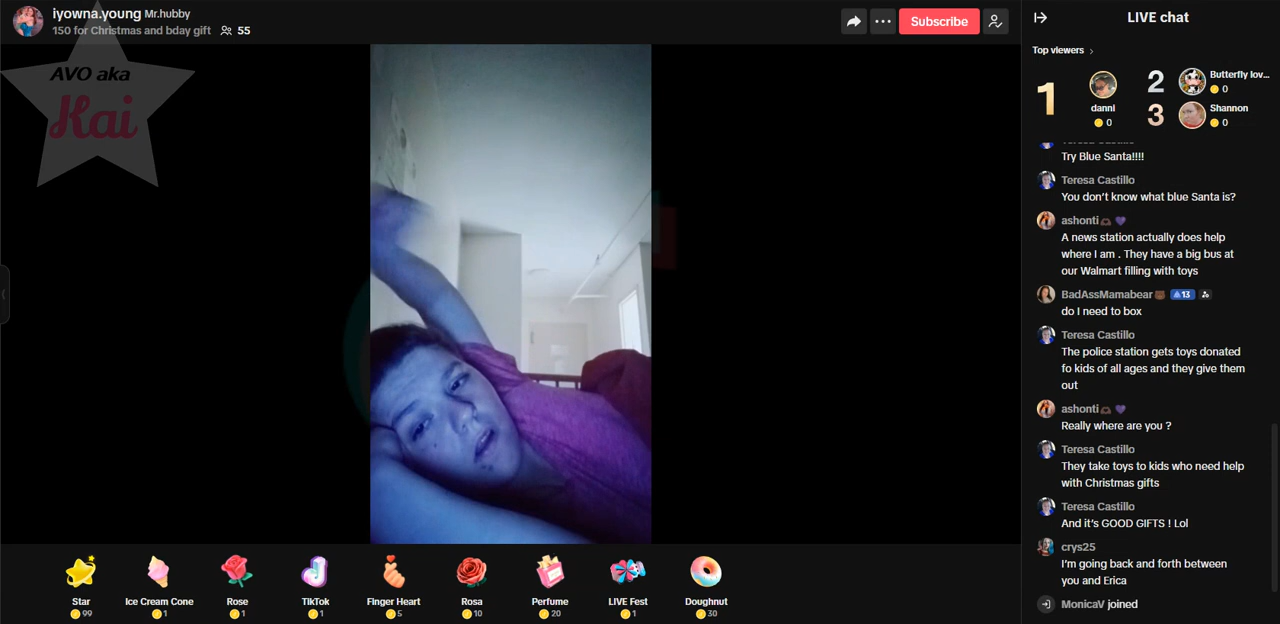 iyowna.young Mr.hubby
150 for Christmas and bday gift 55
Subscribe
AVO aka
Kai
LIVE chat
Top viewers
1
danni
0
2
Butterfly lov...
0
3
Shannon
0
Try Blue Santa!!!!
Teresa Castillo
You don't know what blue Santa is?
ashonti
A news station actually does help
where I am . They have a big bus at
our Walmart filling with toys
BadAssMamabear 13
do I need to box
Teresa Castillo
The police station gets toys donated
fo kids of all ages and they give them
out
ashonti
Really where are you ?
Teresa Castillo
They take toys to kids who need help
with Christmas gifts
Teresa Castillo
And it's GOOD GIFTS ! Lol
crys25
I'm going back and forth between
you and Erica
MonicaV joined
Star
99
Ice Cream Cone
1
Rose
1
TikTok
1
Finger Heart
5
Rosa
10
Perfume
20
LIVE Fest
1
Doughnut
30